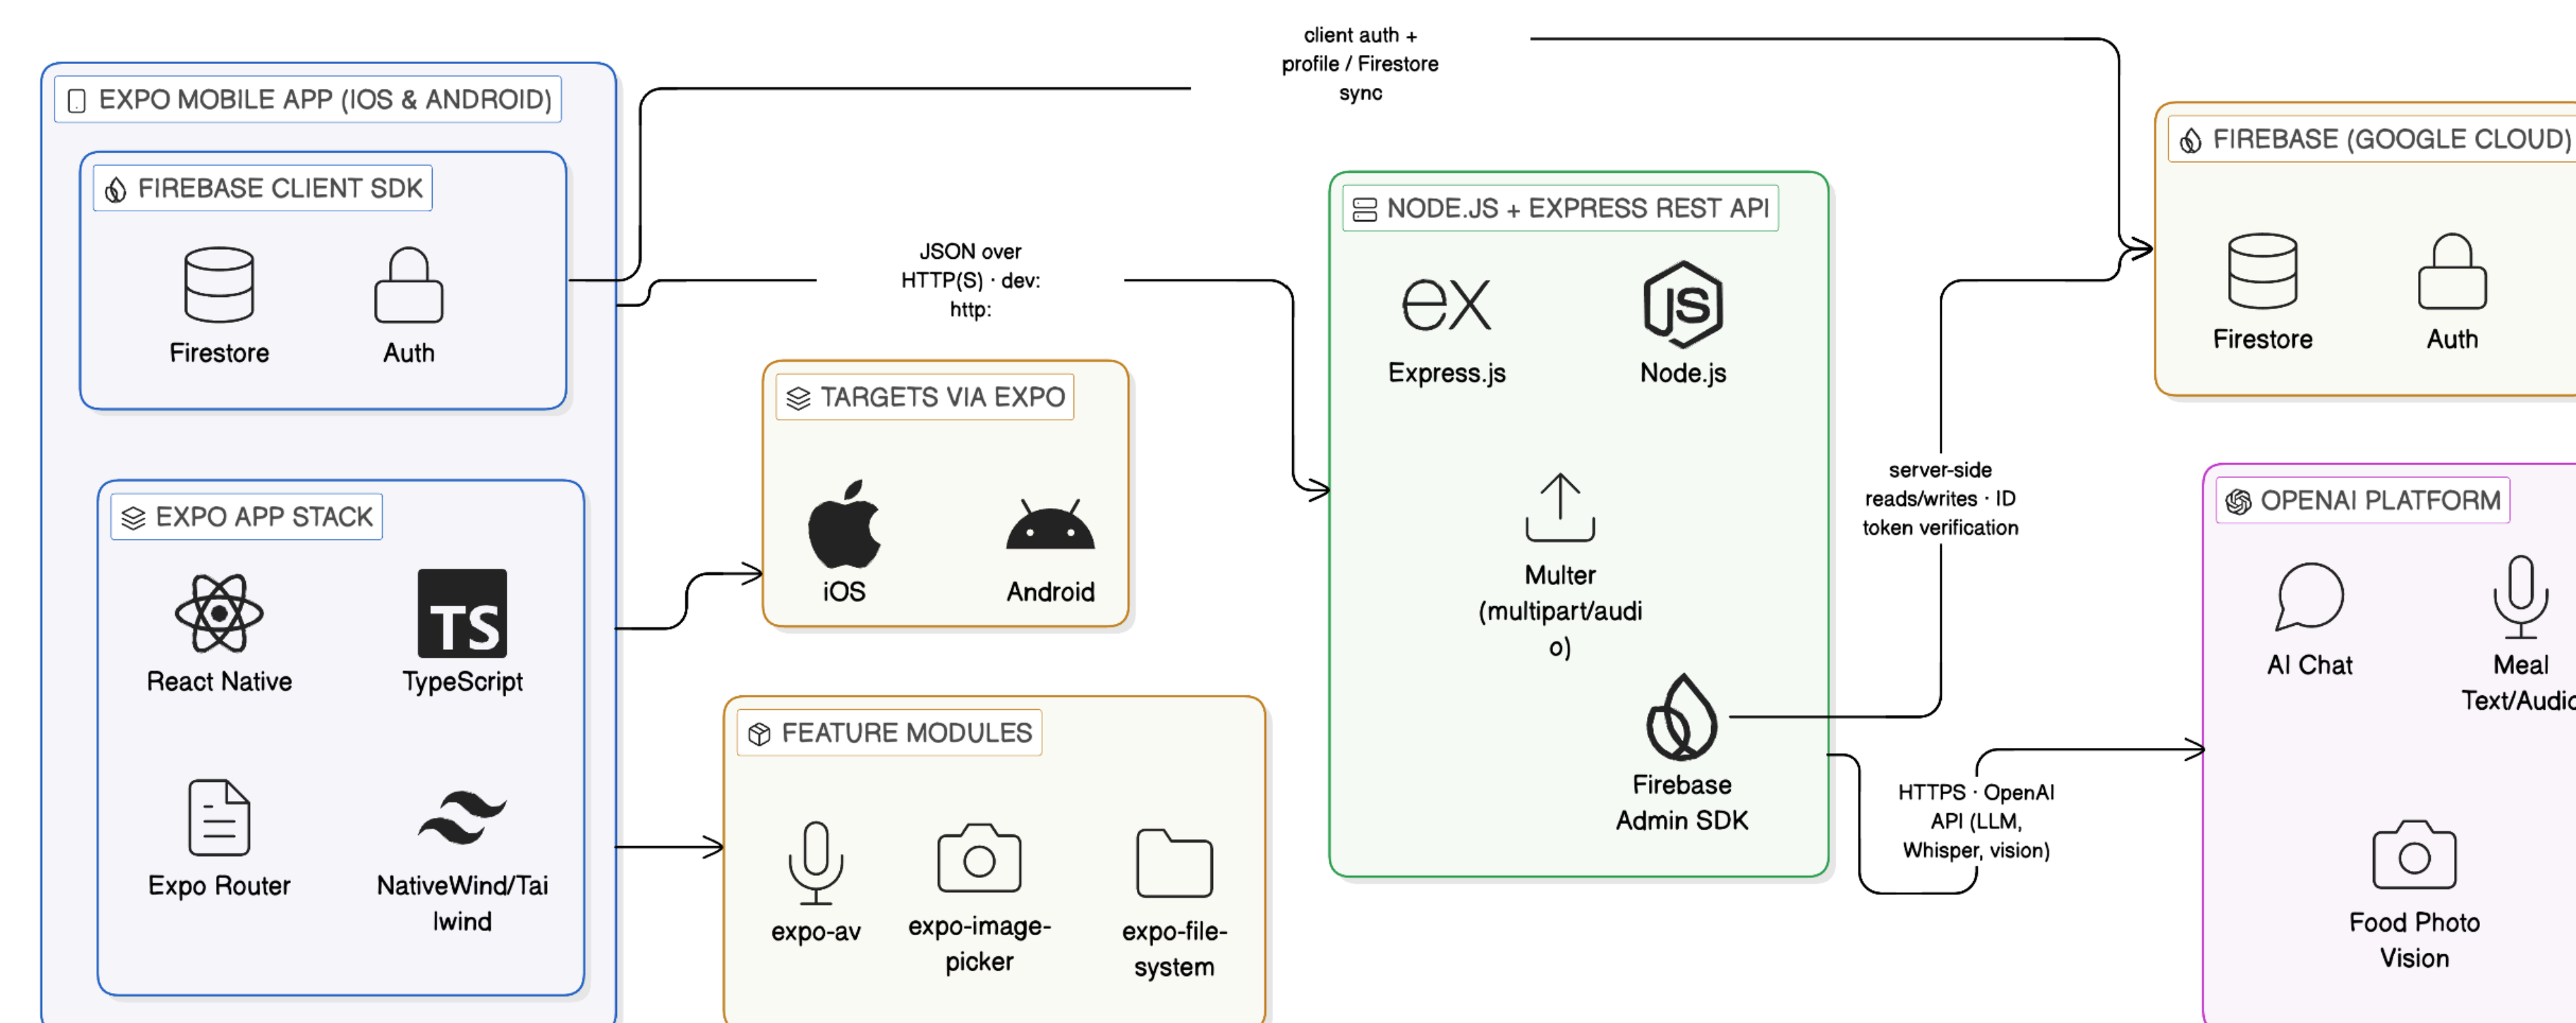 client auth +
profile / Firestore
sync
EXPO MOBILE APP (IOS & ANDROID)
FIREBASE CLIENT SDK
Firestore
Auth
JSON over
HTTP(S) · dev:
http:
EXPO APP STACK
React Native
TS
TypeScript
Expo Router
NativeWind/Tai
lwind
TARGETS VIA EXPO
iOS
Android
FEATURE MODULES
expo-av
expo-image-
picker
expo-file-
system
NODE.JS + EXPRESS REST API
ex
Express.js
JS
Node.js
Multer
(multipart/audi
o)
Firebase
Admin SDK
server-side
reads/writes · ID
token verification
HTTPS · OpenAI
API (LLM,
Whisper, vision)
FIREBASE (GOOGLE CLOUD)
Firestore
Auth
OPENAI PLATFORM
AI Chat
Meal
Text/Audio
Food Photo
Vision